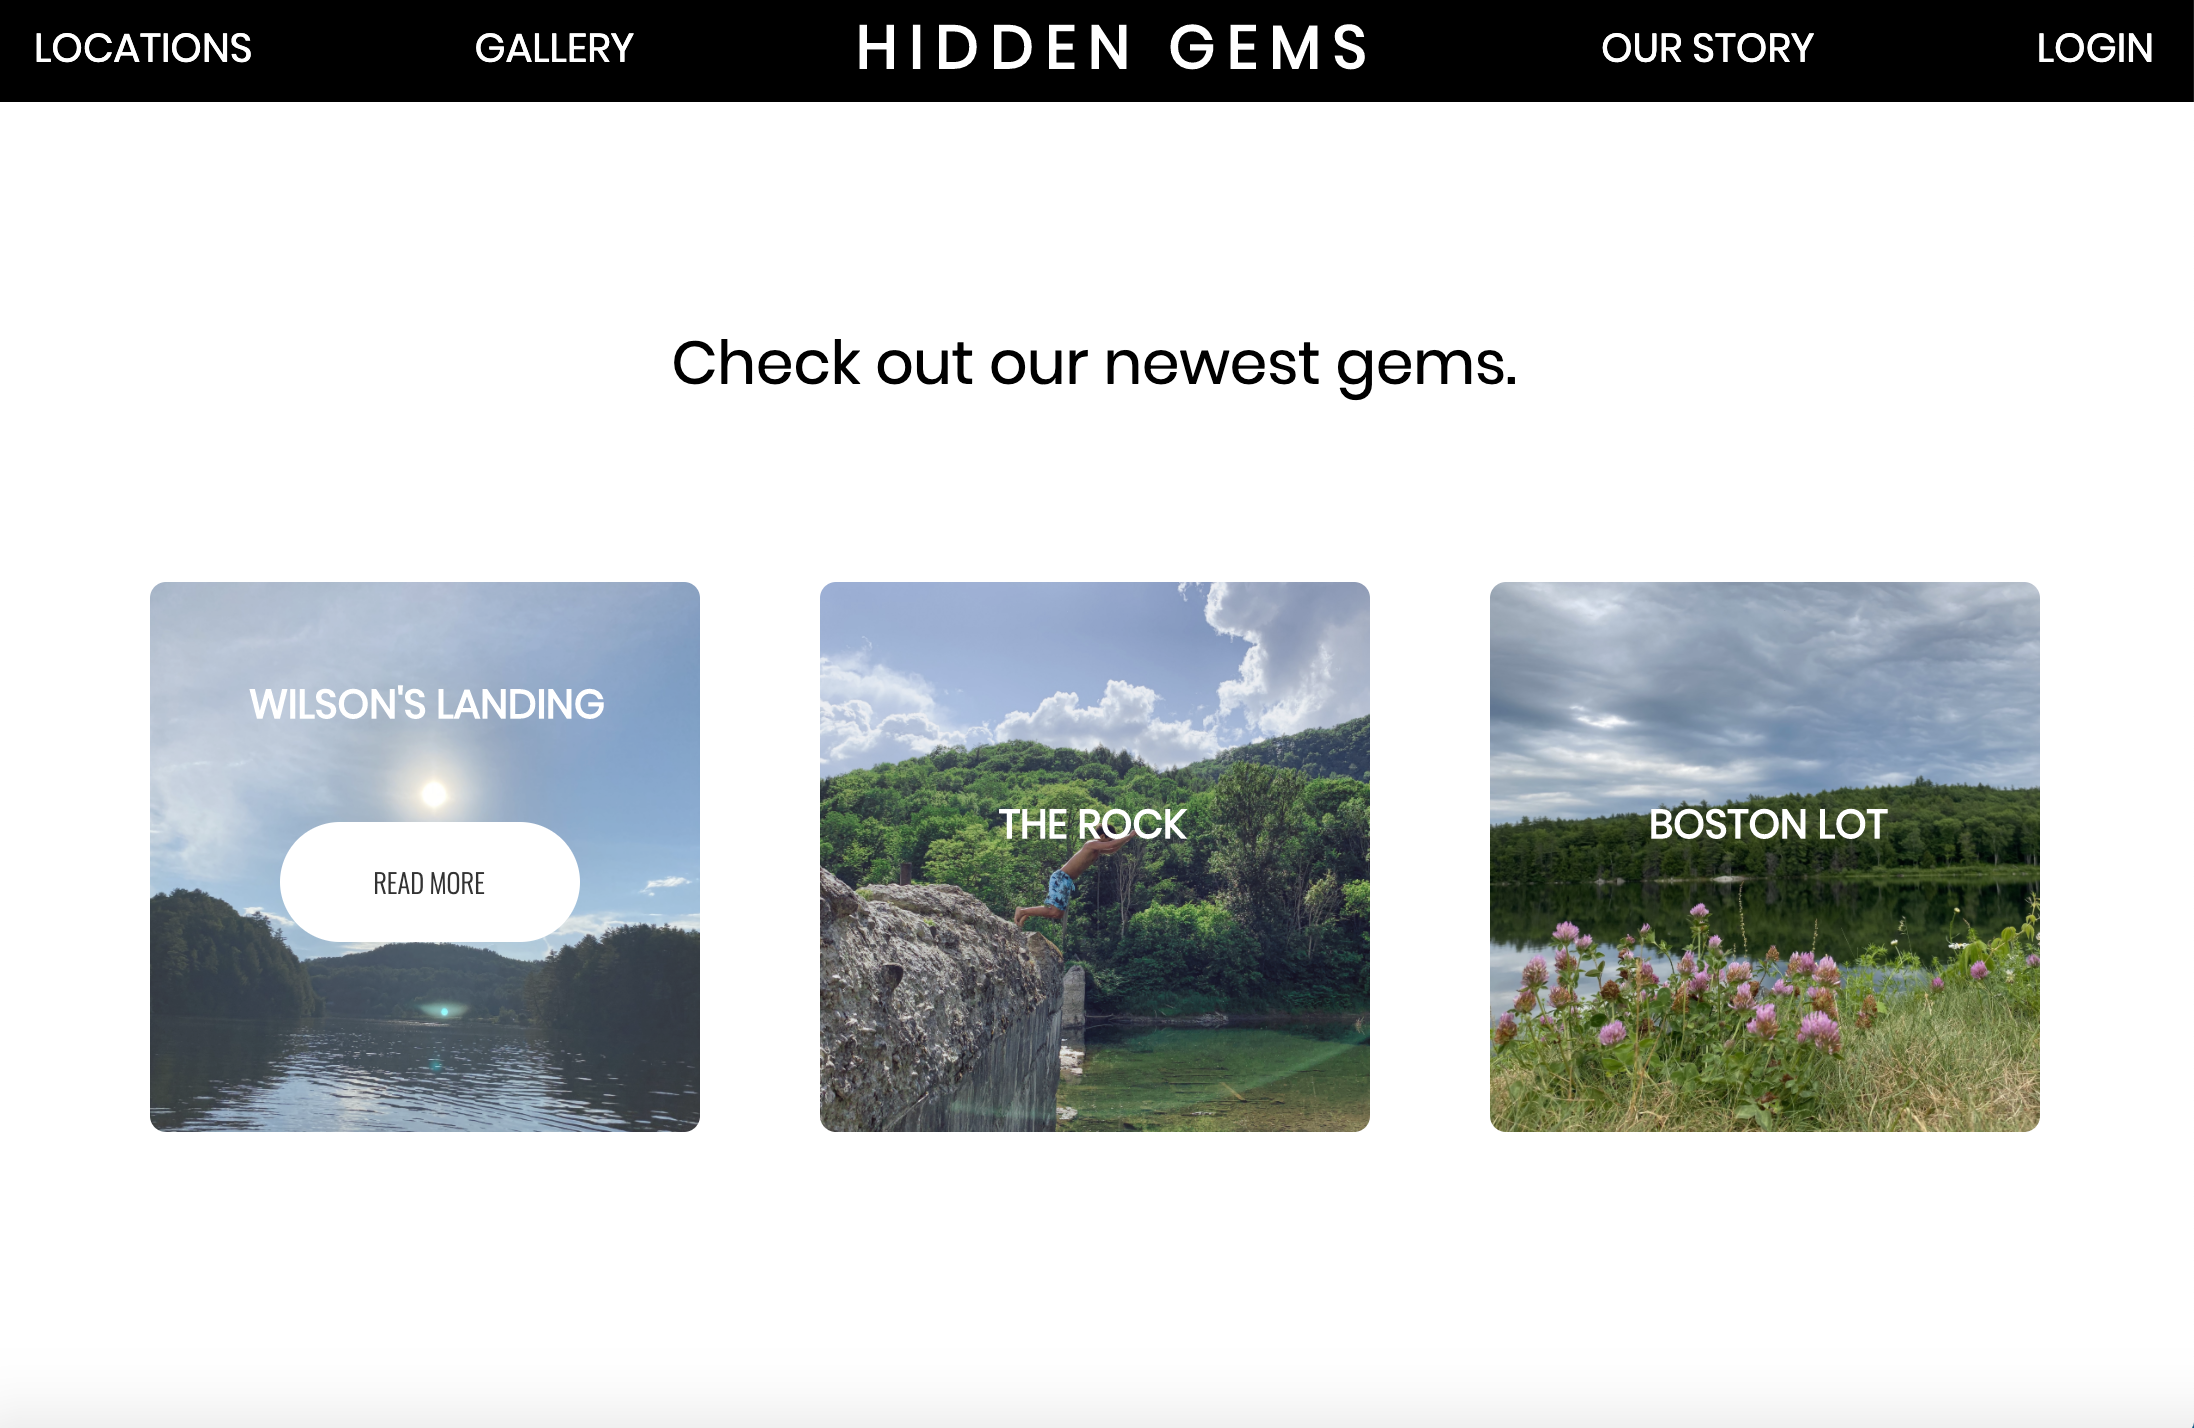 LOCATIONS GALLERY HIDDEN GEMS OUR STORY LOGIN
Check out our newest gems.
WILSON'S LANDING
READ MORE
THE ROCK
BOSTON LOT